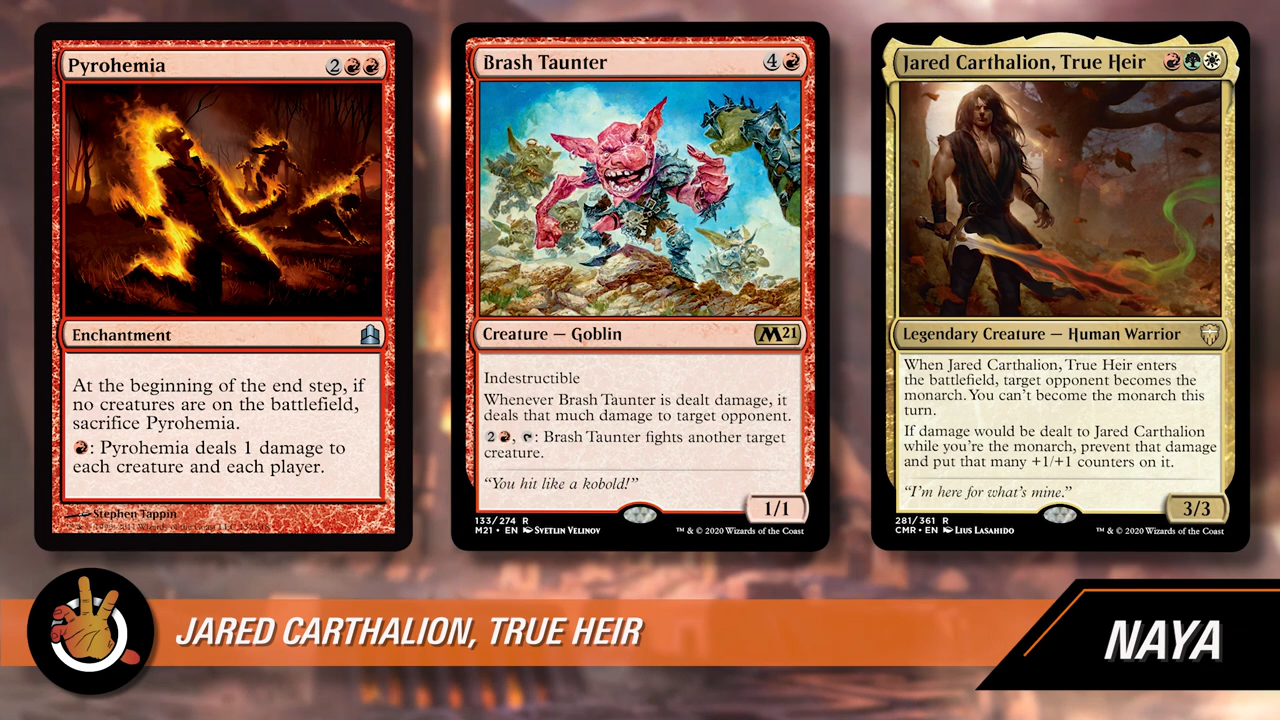 Pyrohemia 2
Enchantment
At the beginning of the end step, if
no creatures are on the battlefield,
sacrifice Pyrohemia.
: Pyrohemia deals 1 damage to
each creature and each player.
Stephen Tappin
Brash Taunter 4
Creature — Goblin M21
Indestructible
Whenever Brash Taunter is dealt damage, it
deals that much damage to target opponent.
2 , : Brash Taunter fights another target
creature.
“You hit like a kobold!”
1/1
133/274 R
M21 • EN Svetlin Velinov ™ & © 2020 Wizards of the Coast
Jared Carthalion, True Heir
Legendary Creature — Human Warrior
When Jared Carthalion, True Heir enters
the battlefield, target opponent becomes the
monarch. You can’t become the monarch this
turn.
If damage would be dealt to Jared Carthalion
while you’re the monarch, prevent that damage
and put that many +1/+1 counters on it.
“I’m here for what’s mine.”
3/3
281/361 R
CMR • EN Lius Lasahido ™ & © 2020 Wizards of the Coast
JARED CARTHALION, TRUE HEIR
NAYA